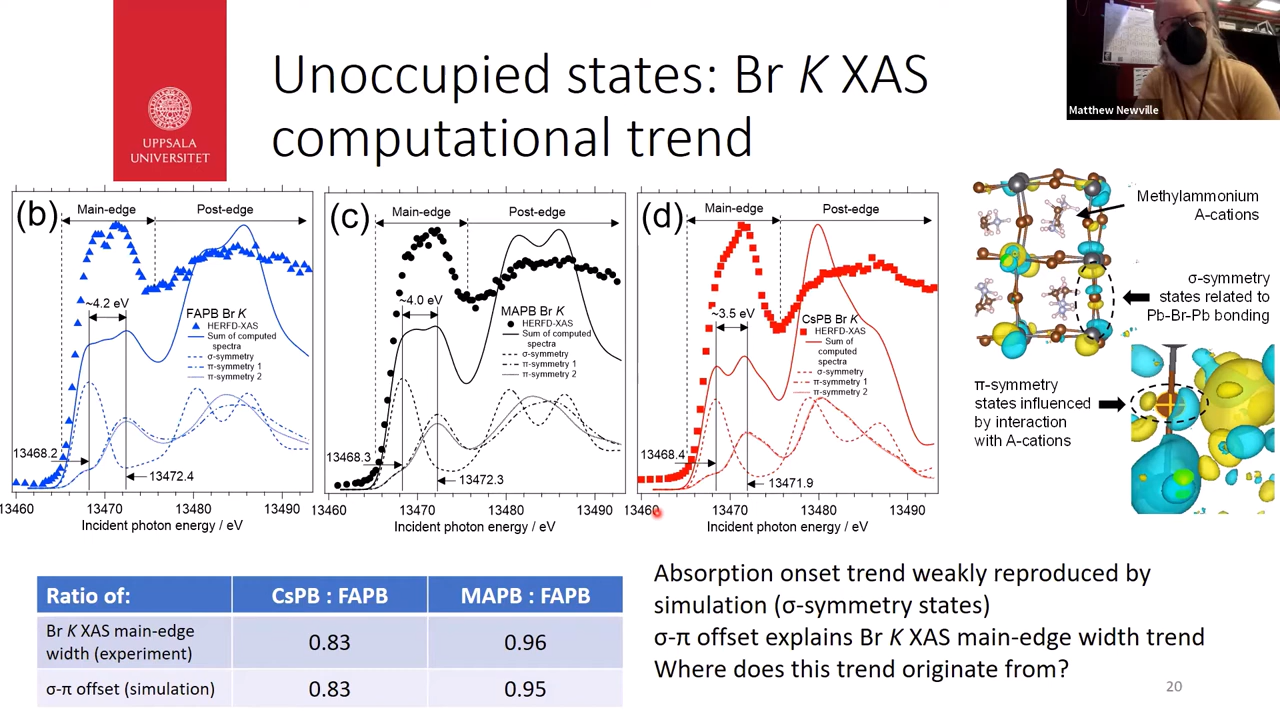 UPPSALA
UNIVERSITET
Unoccupied states: Br K XAS
computational trend
Matthew Newville
(b)
Main-edge
Post-edge
~4.2 eV
FAPB Br K
HERFD-XAS
Sum of computed
spectra
σ-symmetry
π-symmetry 1
π-symmetry 2
13468.2
13472.4
13460
13470
13480
13490
Incident photon energy / eV
(c)
Main-edge
Post-edge
~4.0 eV
MAPB Br K
HERFD-XAS
Sum of computed
spectra
σ-symmetry
π-symmetry 1
π-symmetry 2
13468.3
13472.3
13460
13470
13480
13490
Incident photon energy / eV
(d)
Main-edge
Post-edge
~3.5 eV
CsPB Br K
HERFD-XAS
Sum of
computed
spectra
σ-symmetry
π-symmetry 1
π-symmetry 2
13468.4
13471.9
13460
13470
13480
13490
Incident photon energy / eV
Methylammonium
A-cations
σ-symmetry
states related to
Pb-Br-Pb bonding
π-symmetry
states influenced
by interaction
with A-cations
Ratio of:
CsPB : FAPB
MAPB : FAPB
Br K XAS main-edge
width (experiment)
0.83
0.96
σ-π offset (simulation)
0.83
0.95
Absorption onset trend weakly reproduced by
simulation (σ-symmetry states)
σ-π offset explains Br K XAS main-edge width trend
Where does this trend originate from?
20